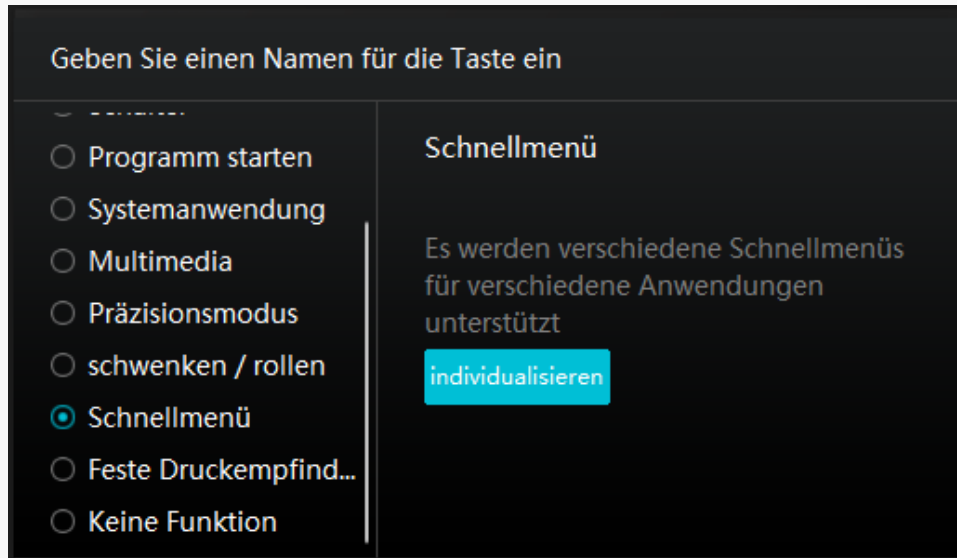 Geben Sie einen Namen für die Taste ein
Programm starten
Systemanwendung
Multimedia
Präzisionsmodus
schwenken / rollen
Schnellmenü
Feste Druckempfind...
Keine Funktion
Schnellmenü
Es werden verschiedene Schnellmenüs
für verschiedene Anwendungen
unterstützt
individualisieren